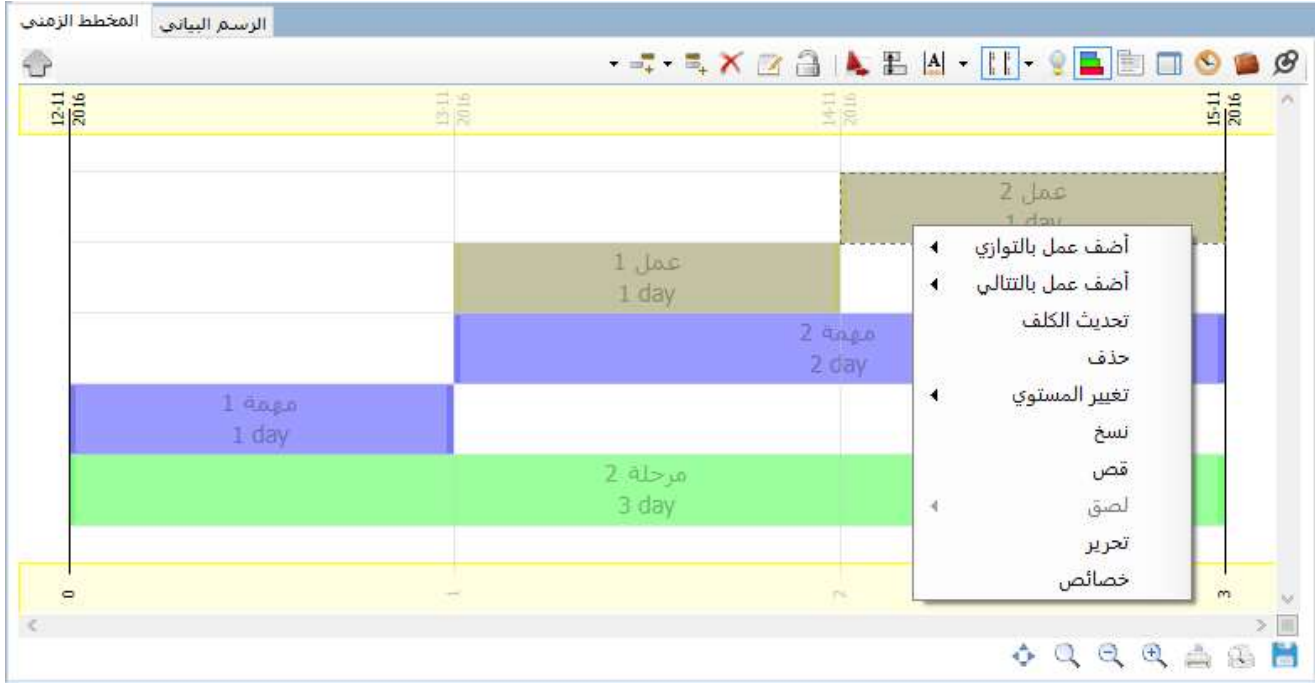 الرسم البياني
المخطط الزمني
12-11
2016
13-11
2016
14-11
2016
15-11
2016
عمل 2
1 day
عمل 1
1 day
مهمة 2
2 day
مهمة 1
1 day
مرحلة 2
3 day
أضف عمل بالتوازي
أضف عمل بالتتالي
تحديث الكلف
حذف
تغيير المستوي
نسخ
قص
لصق
تحرير
خصائص
0
1
2
3